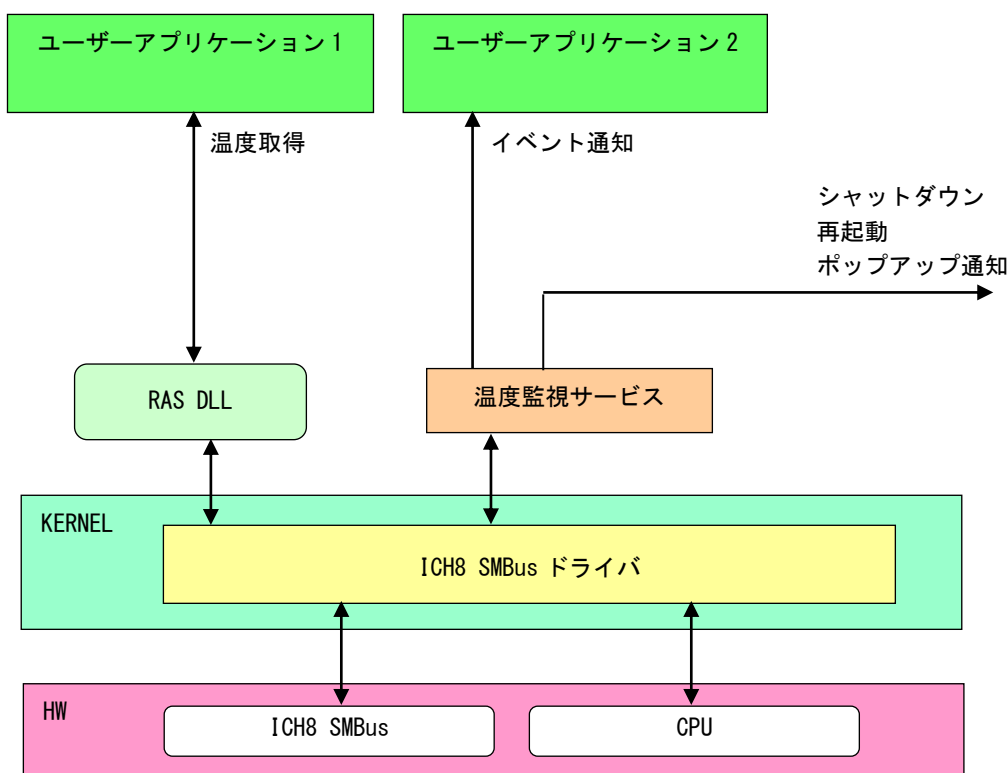 ユーザーアプリケーション 1
ユーザーアプリケーション 2
温度取得
イベント通知
シャットダウン
再起動
ポップアップ通知
RAS DLL
温度監視サービス
KERNEL
ICH8 SMBus ドライバ
HW
ICH8 SMBus
CPU